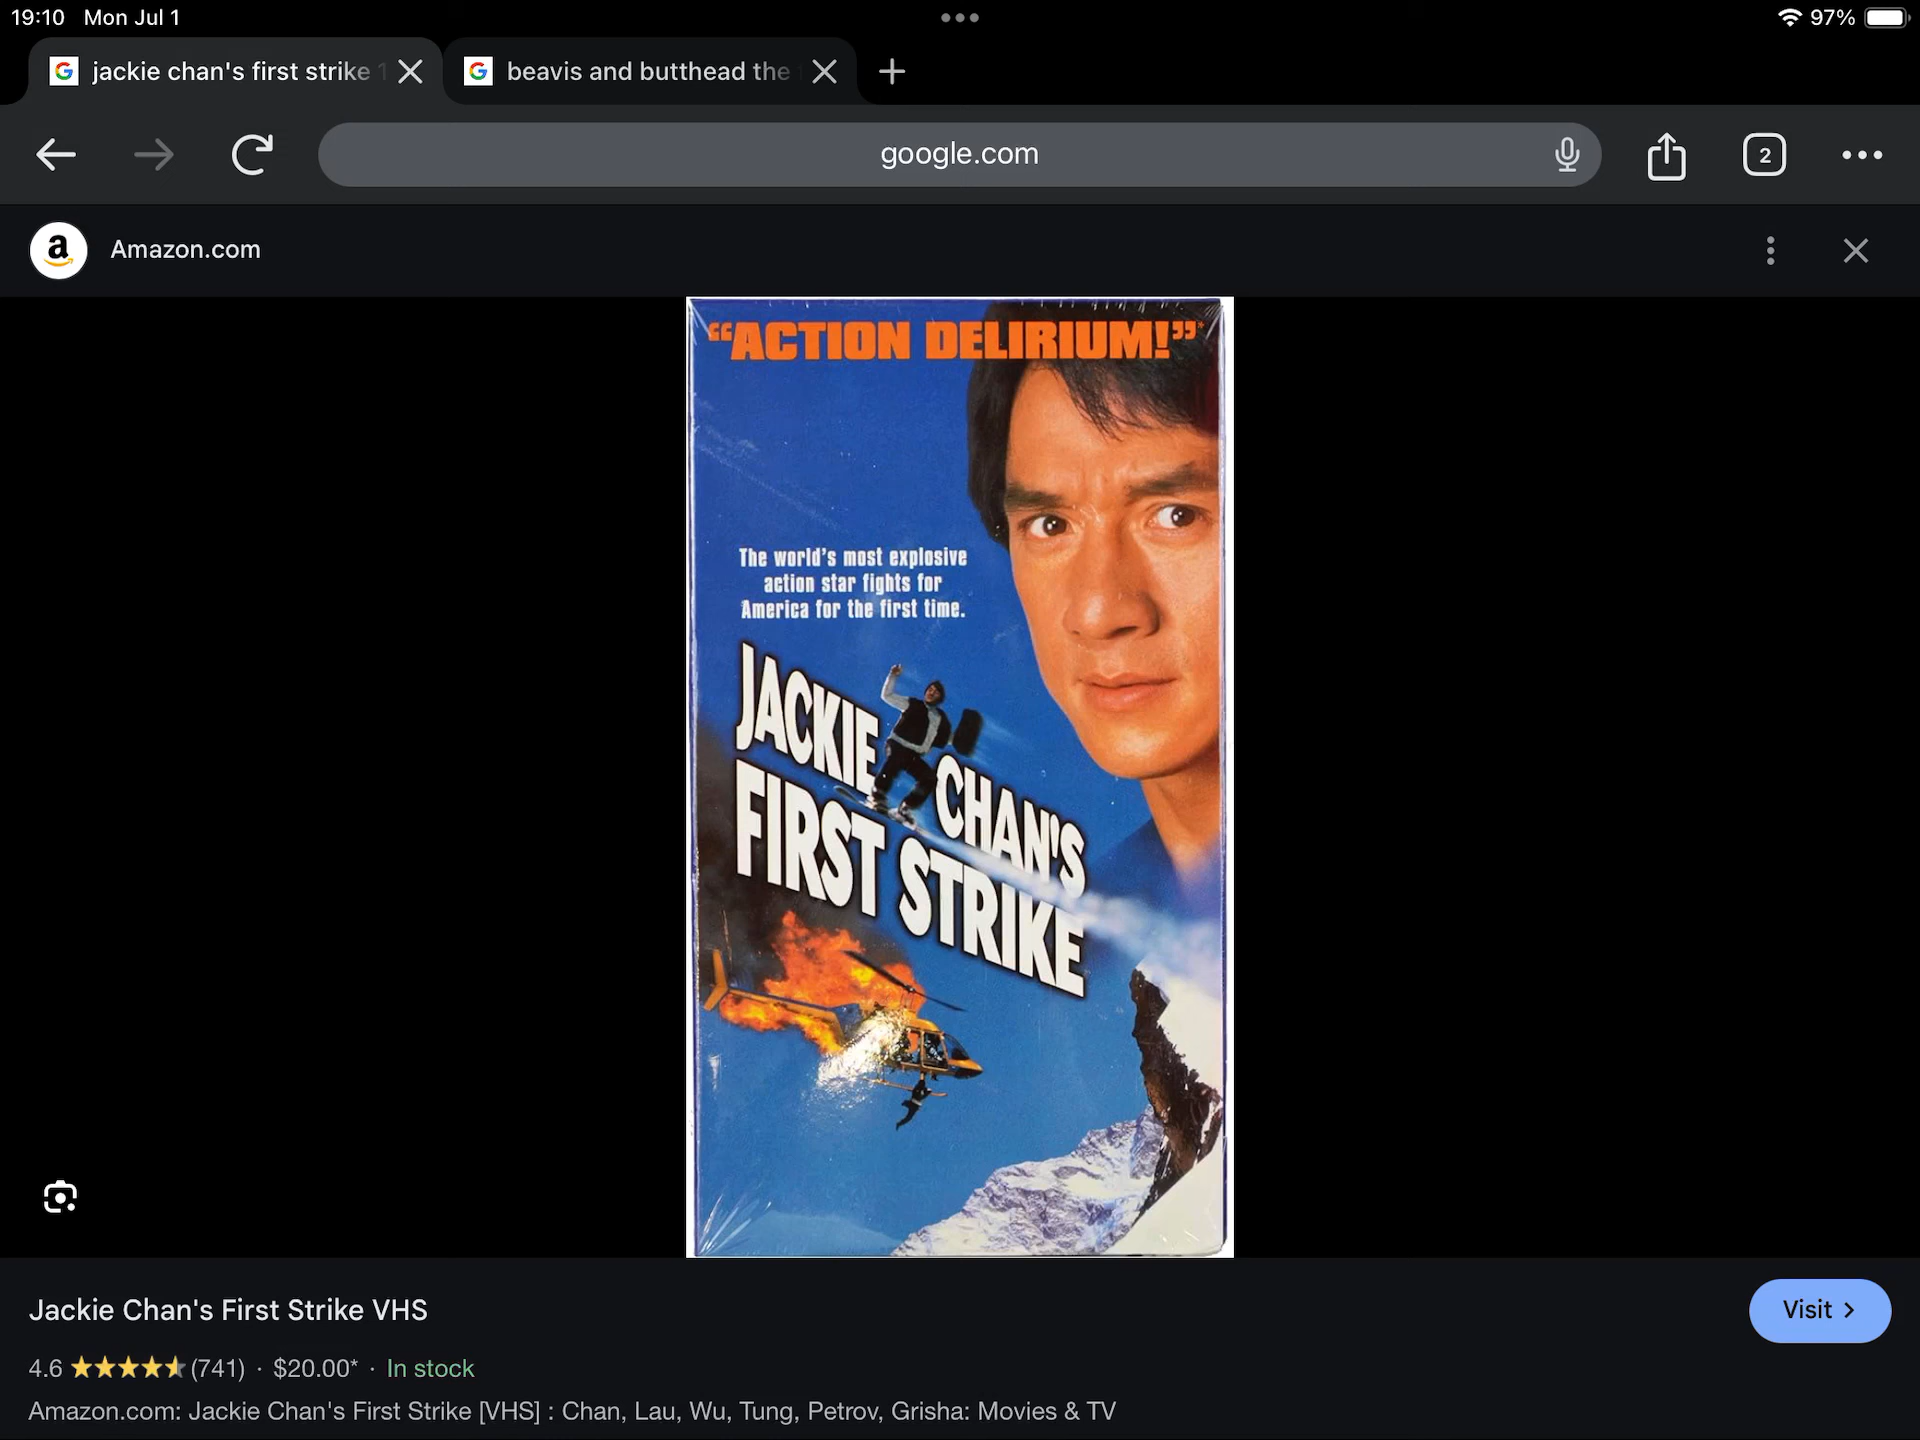 19:10 Mon Jul 1
97%
jackie chan's first strike
beavis and butthead the
google.com
2
Amazon.com
“ACTION DELIRIUM!”*
The world's most explosive
action star fights for
America for the first time.
JACKIE CHAN'S
FIRST STRIKE
Jackie Chan's First Strike VHS
Visit
4.6 (741) · $20.00* · In stock
Amazon.com: Jackie Chan's First Strike [VHS] : Chan, Lau, Wu, Tung, Petrov, Grisha: Movies & TV